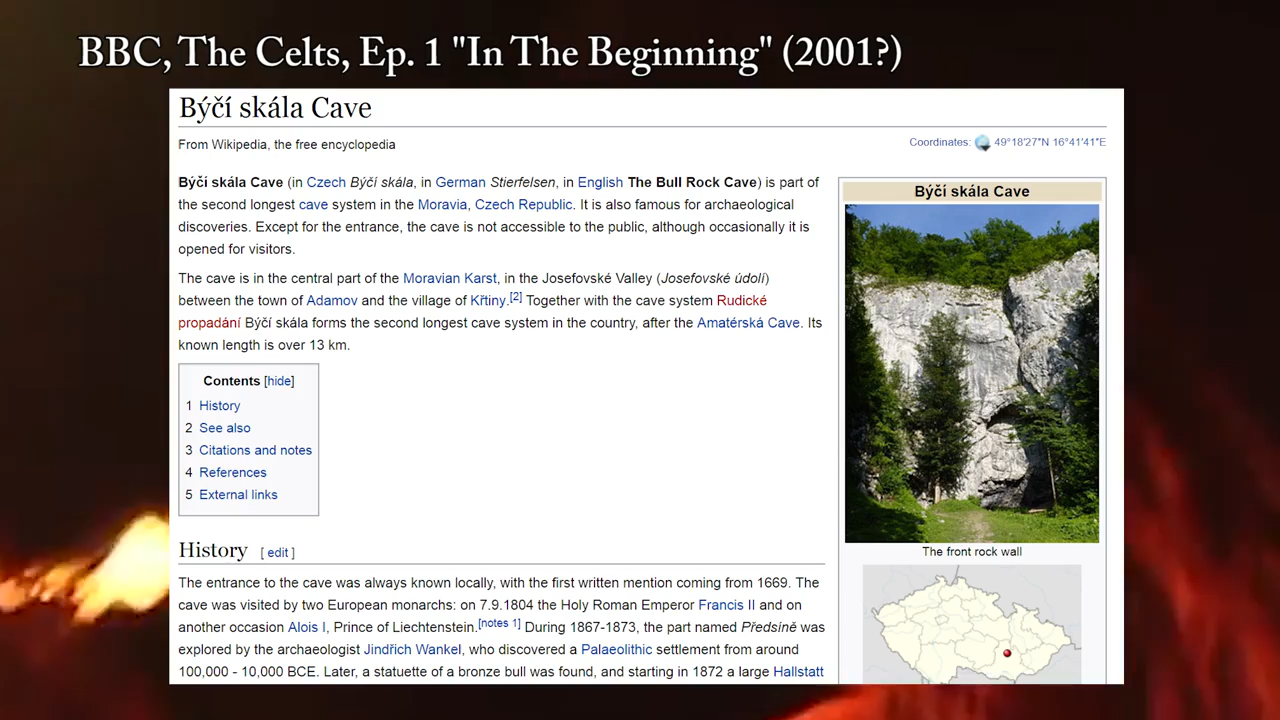 BBC, The Celts, Ep. 1 "In The Beginning" (2001?)
Býčí skála Cave
From Wikipedia, the free encyclopedia
Coordinates: 49°18′27″N 16°41′41″E
Býčí skála Cave (in Czech Býčí skála, in German Stierfelsen, in English The Bull Rock Cave) is part of
the second longest cave system in the Moravia, Czech Republic. It is also famous for archaeological
discoveries. Except for the entrance, the cave is not accessible to the public, although occasionally it is
opened for visitors.
The cave is in the central part of the Moravian Karst, in the Josefovské Valley (Josefovské údolí)
between the town of Adamov and the village of Křtiny.[2] Together with the cave system Rudické
propadání Býčí skála forms the second longest cave system in the country, after the Amatérská Cave. Its
known length is over 13 km.
Contents [hide]
1 History
2 See also
3 Citations and notes
4 References
5 External links
History [ edit ]
The entrance to the cave was always known locally, with the first written mention coming from 1669. The
cave was visited by two European monarchs: on 7.9.1804 the Holy Roman Emperor Francis II and on
another occasion Alois I, Prince of Liechtenstein.[notes 1] During 1867-1873, the part named Předsíně was
explored by the archaeologist Jindřich Wankel, who discovered a Palaeolithic settlement from around
100,000 - 10,000 BCE. Later, a statuette of a bronze bull was found, and starting in 1872 a large Hallstatt
Býčí skála Cave
The front rock wall